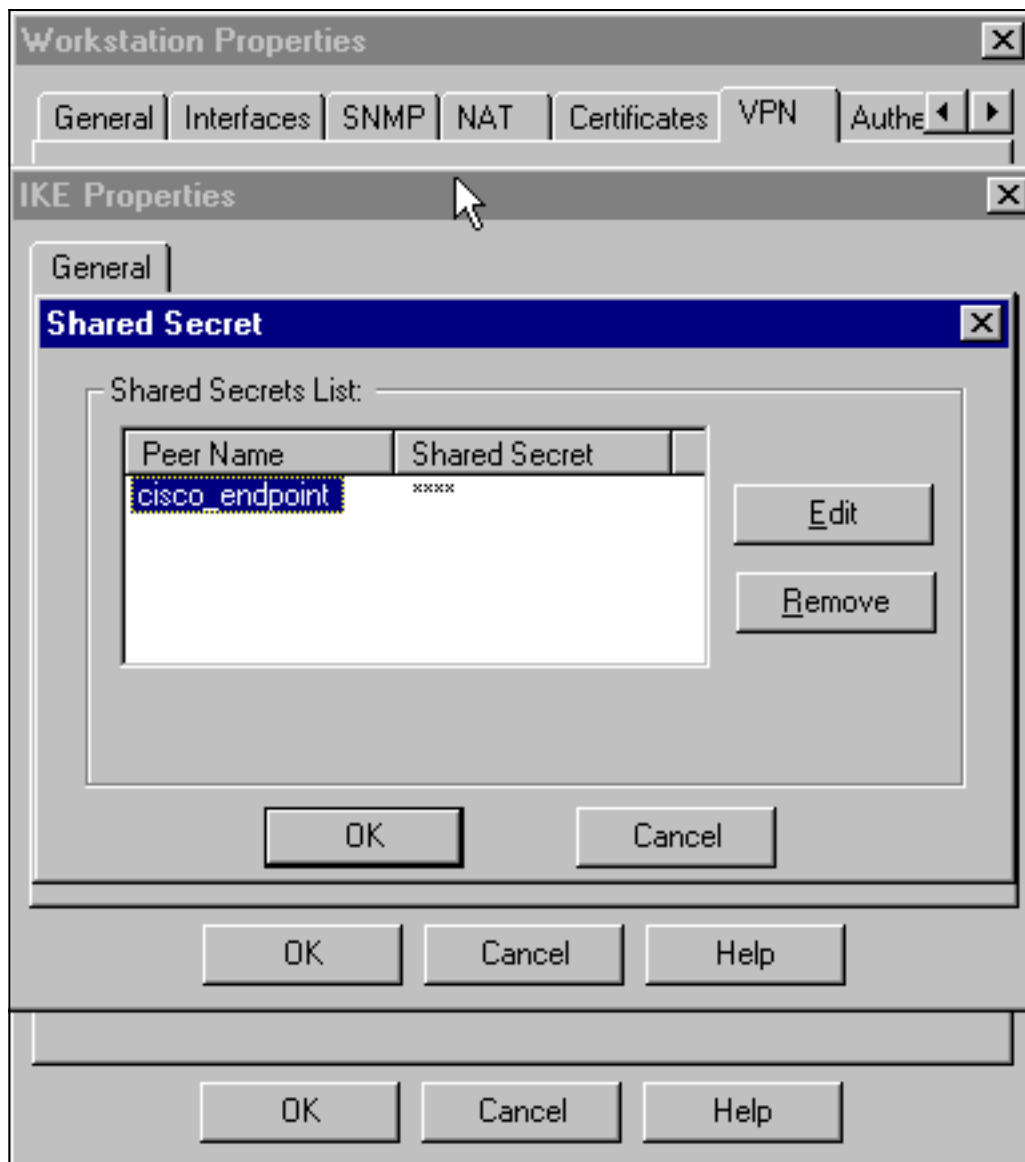 Workstation Properties
General Interfaces SNMP NAT Certificates VPN Authe
IKE Properties
General
Shared Secret
Shared Secrets List:
Peer Name Shared Secret
cisco_endpoint ****
Edit
Remove
OK Cancel
OK Cancel Help
OK Cancel Help